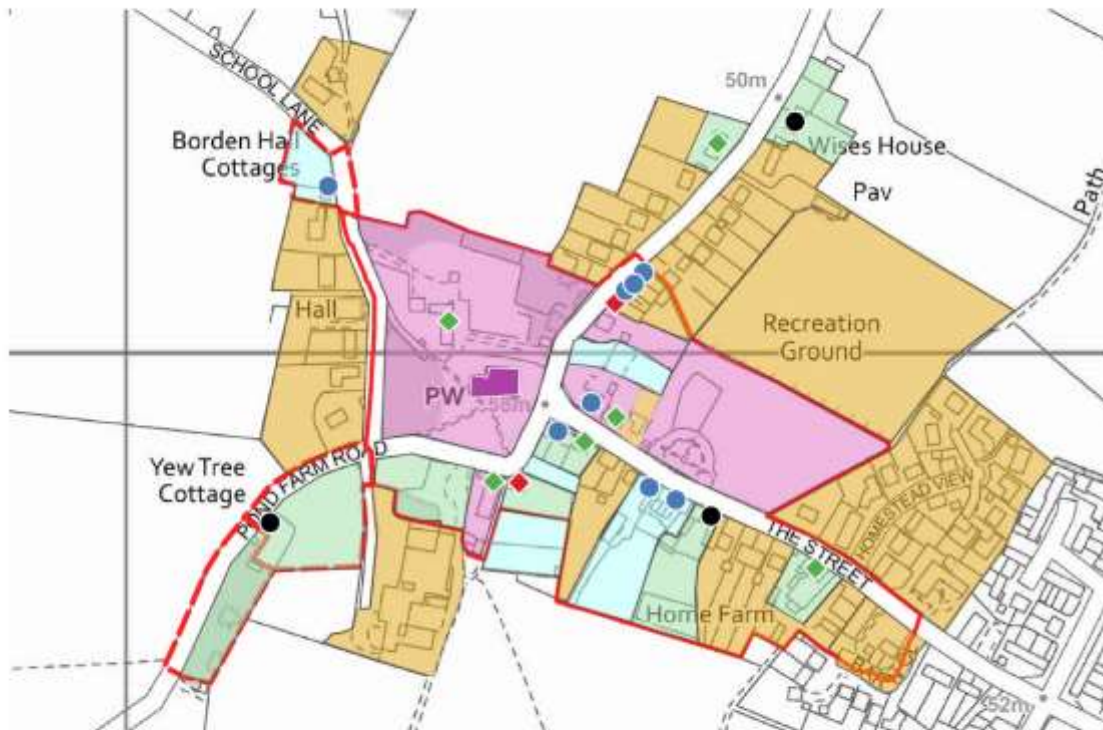 SCHOOL LANE
Borden Hall
Cottages
50m
Wises House
Pav
Path
Hall
Recreation
Ground
PW
58m
Yew Tree
Cottage
POND FARM ROAD
HOMESTEAD VIEW
THE STREET
Home Farm
52m